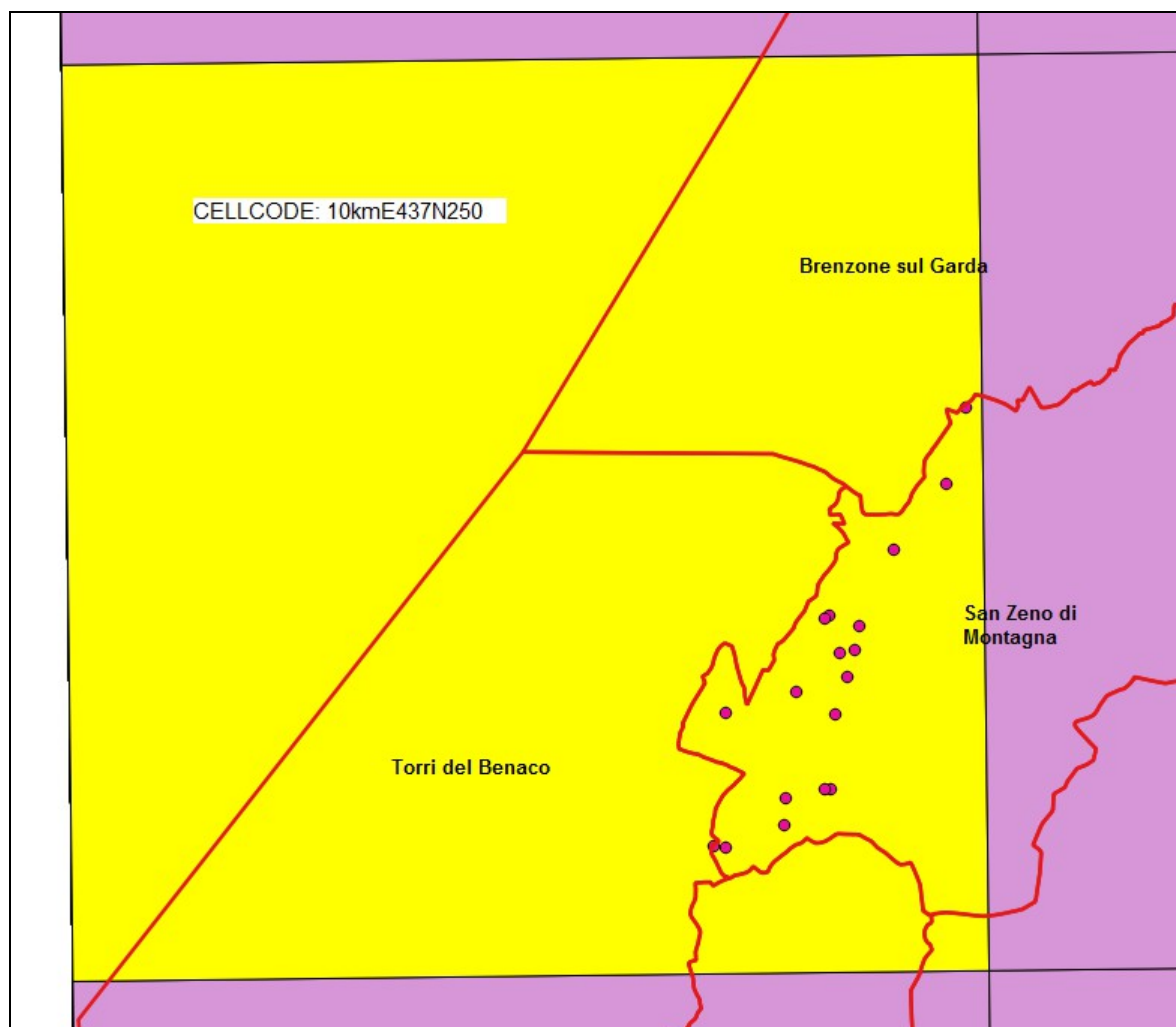 CELLCODE: 10kmE437N250
Brenzone sul Garda
San Zeno di
Montagna
Torri del Benaco